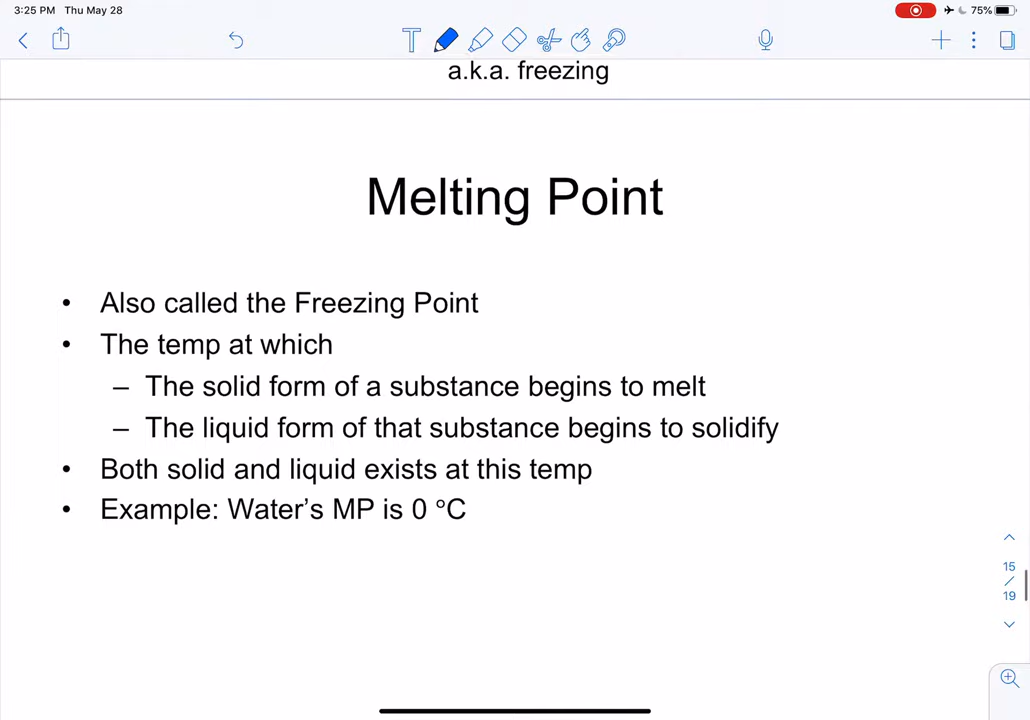 3:25 PM Thu May 28
75%
T
a.k.a. freezing
Melting Point
• Also called the Freezing Point
• The temp at which
– The solid form of a substance begins to melt
– The liquid form of that substance begins to solidify
• Both solid and liquid exists at this temp
• Example: Water’s MP is 0 °C
15
/
19